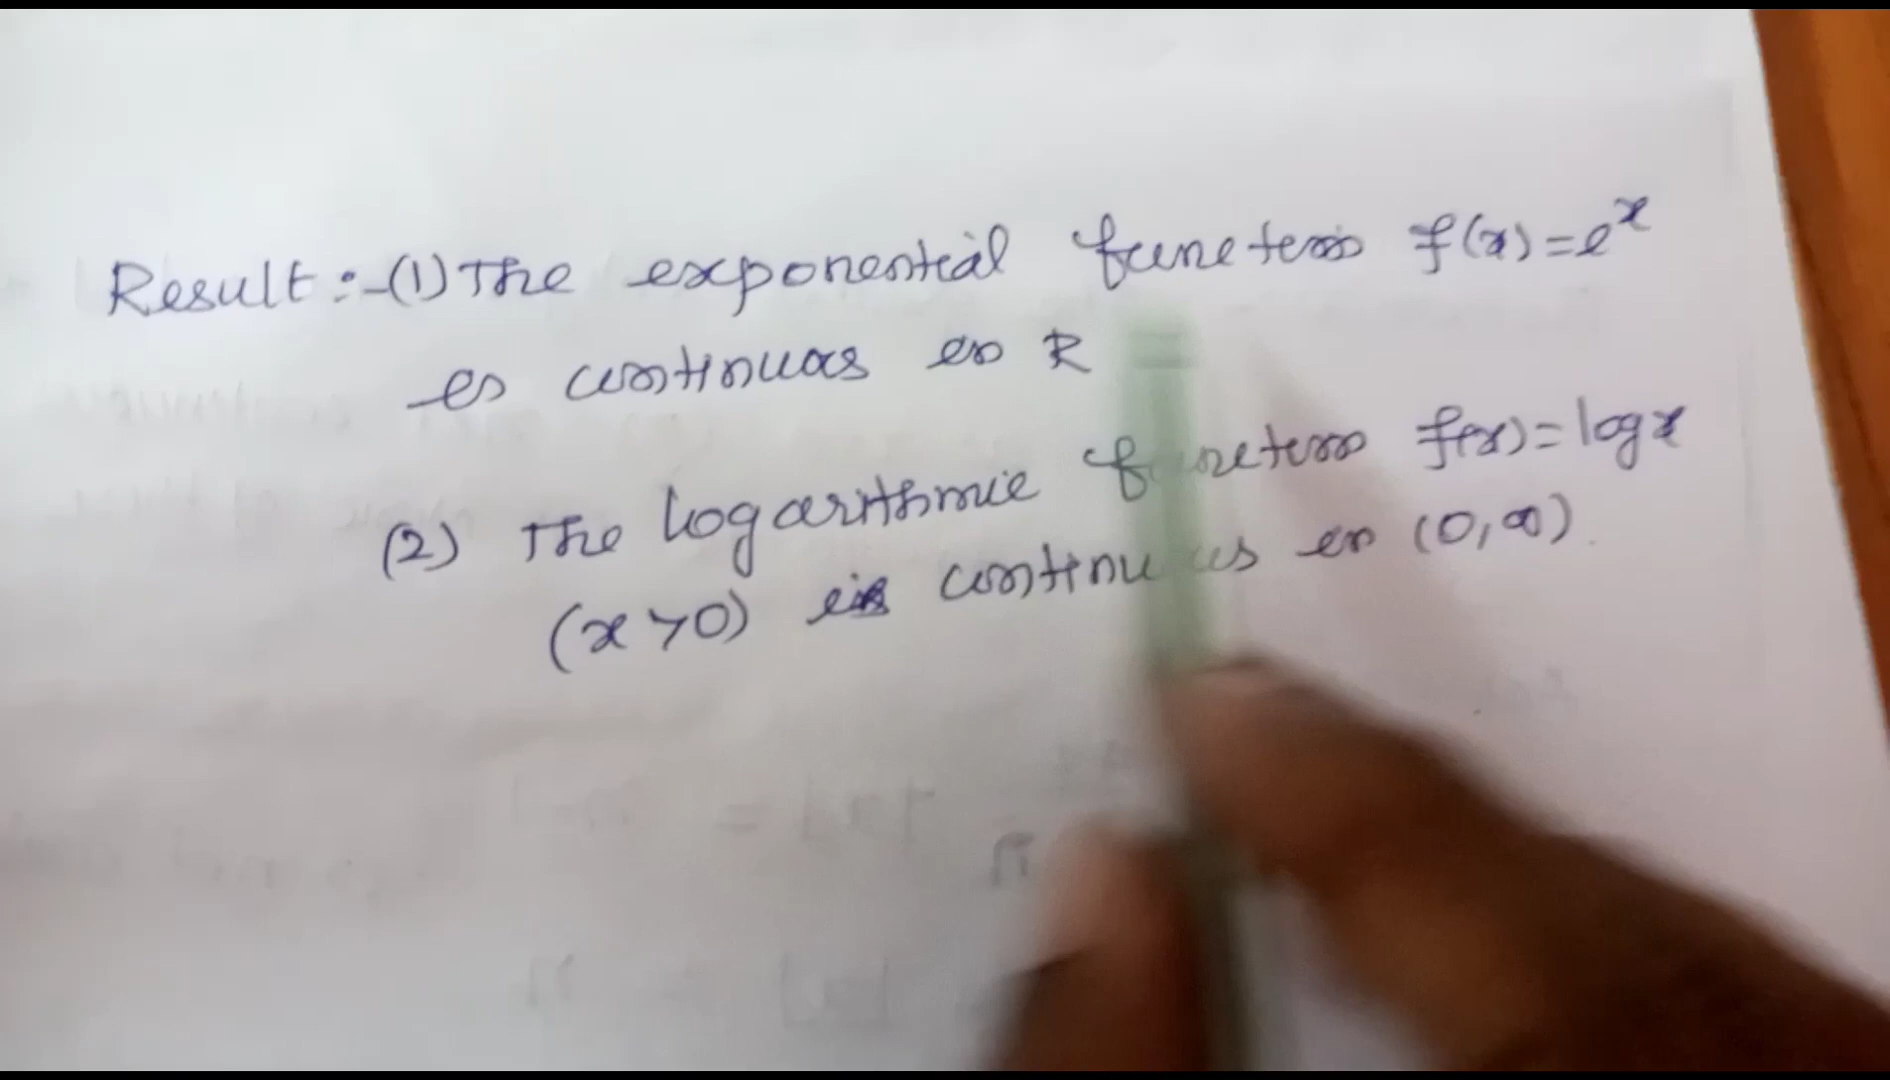 Result :- (1) The exponential function f(x) = e^x
is continuous in R
(2) The logarithmic function f(x) = log x
(x > 0) is continuous in (0, ∞).